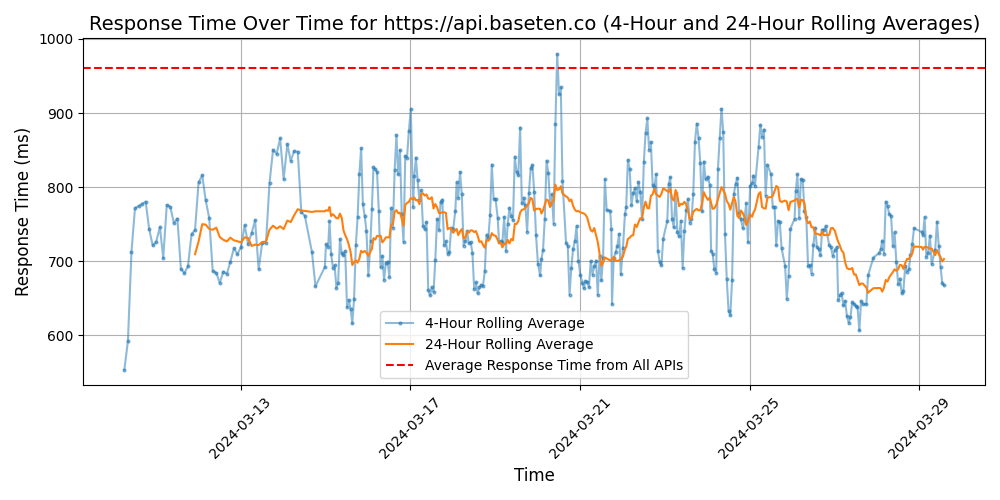 Response Time Over Time for https://api.baseten.co (4-Hour and 24-Hour Rolling Averages)
Response Time (ms)
1000
900
800
700
600
4-Hour Rolling Average
24-Hour Rolling Average
Average Response Time from All APIs
2024-03-13
2024-03-17
2024-03-21
2024-03-25
2024-03-29
Time